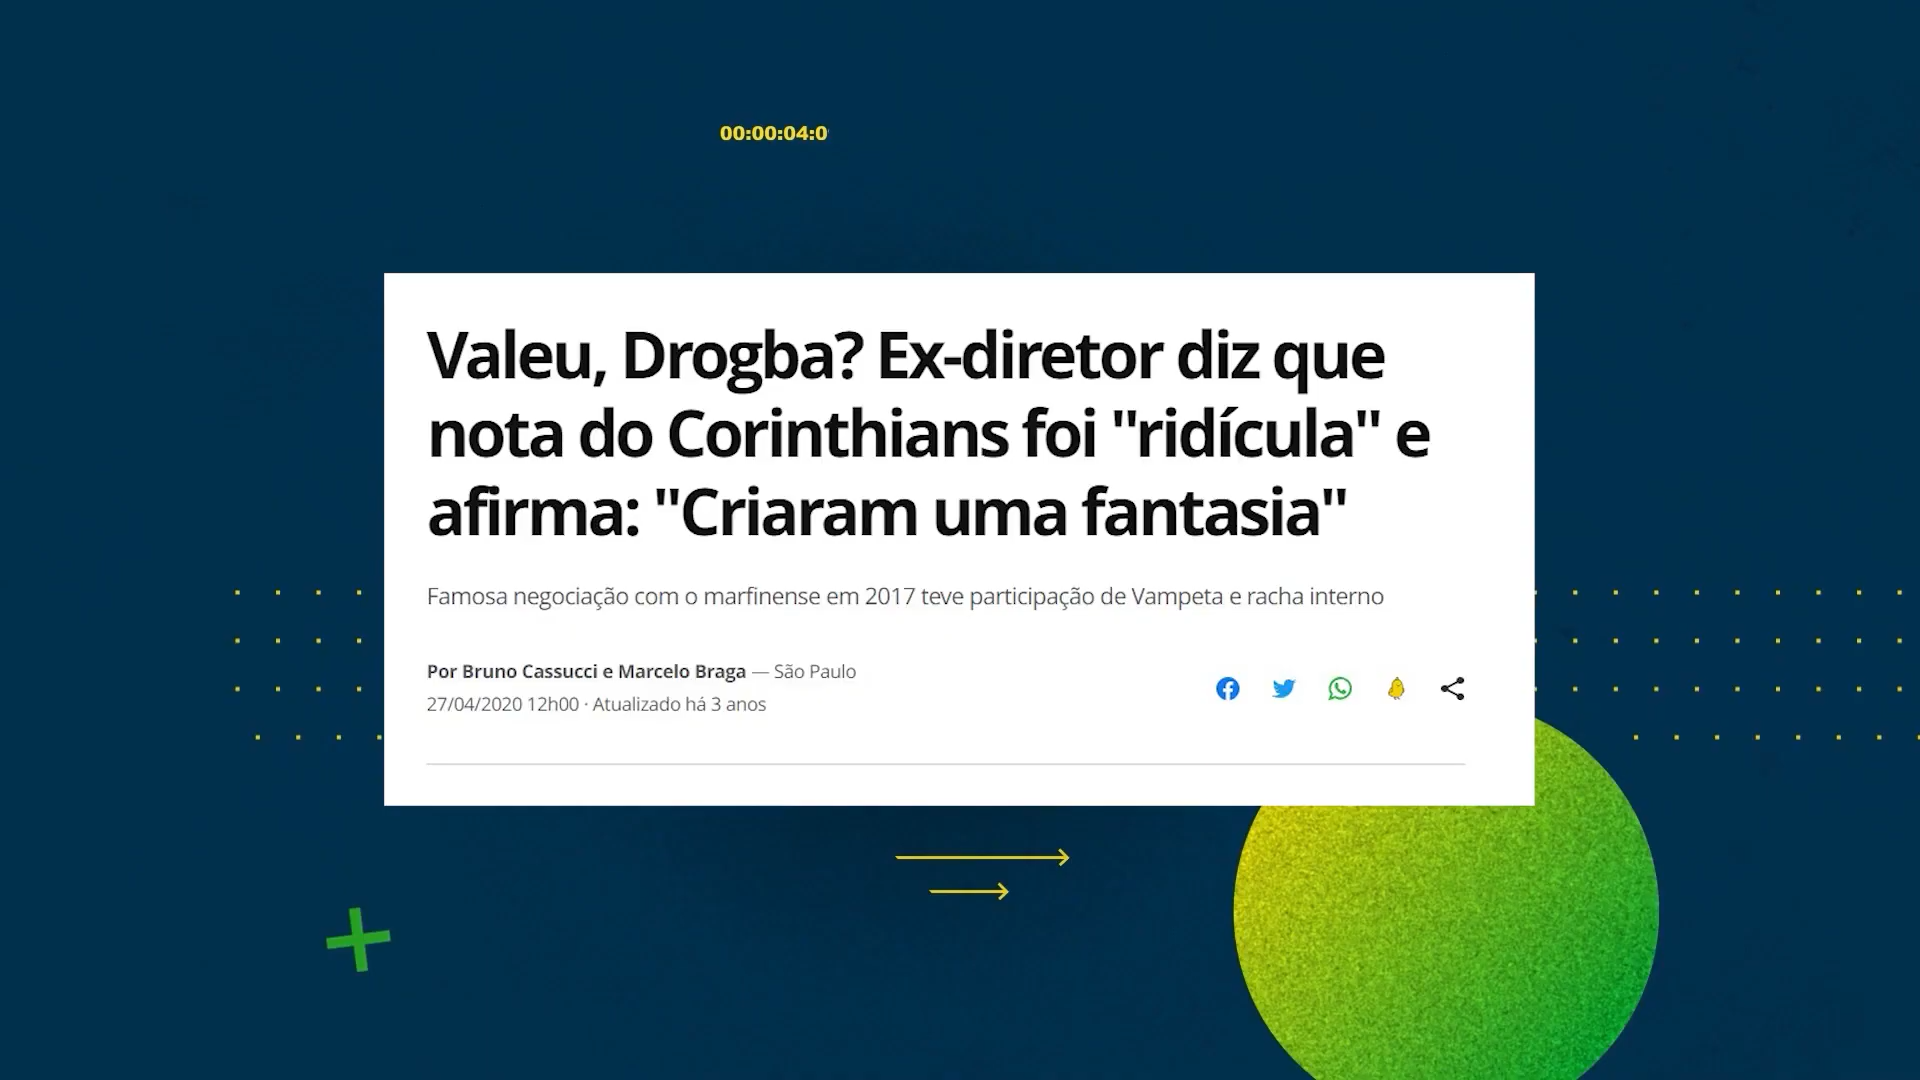 00:00:04:0
Valeu, Drogba? Ex-diretor diz que
nota do Corinthians foi "ridícula" e
afirma: "Criaram uma fantasia"
Famosa negociação com o marfinense em 2017 teve participação de Vampeta e racha interno
Por Bruno Cassucci e Marcelo Braga — São Paulo
27/04/2020 12h00 · Atualizado há 3 anos